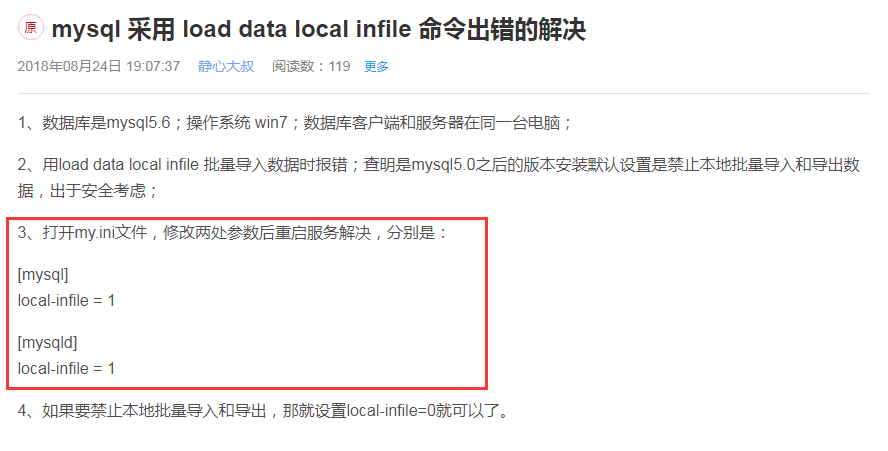 原 mysql 采用 load data local infile 命令出错的解决
2018年08月24日 19:07:37 静心大叔 阅读数：119 更多
1、数据库是mysql5.6；操作系统 win7；数据库客户端和服务器在同一台电脑；
2、用load data local infile 批量导入数据时报错；查明是mysql5.0之后的版本安装默认设置是禁止本地批量导入和导出数
据，出于安全考虑；
3、打开my.ini文件，修改两处参数后重启服务解决，分别是：
[mysql]
local-infile = 1
[mysqld]
local-infile = 1
4、如果要禁止本地批量导入和导出，那就设置local-infile=0就可以了。